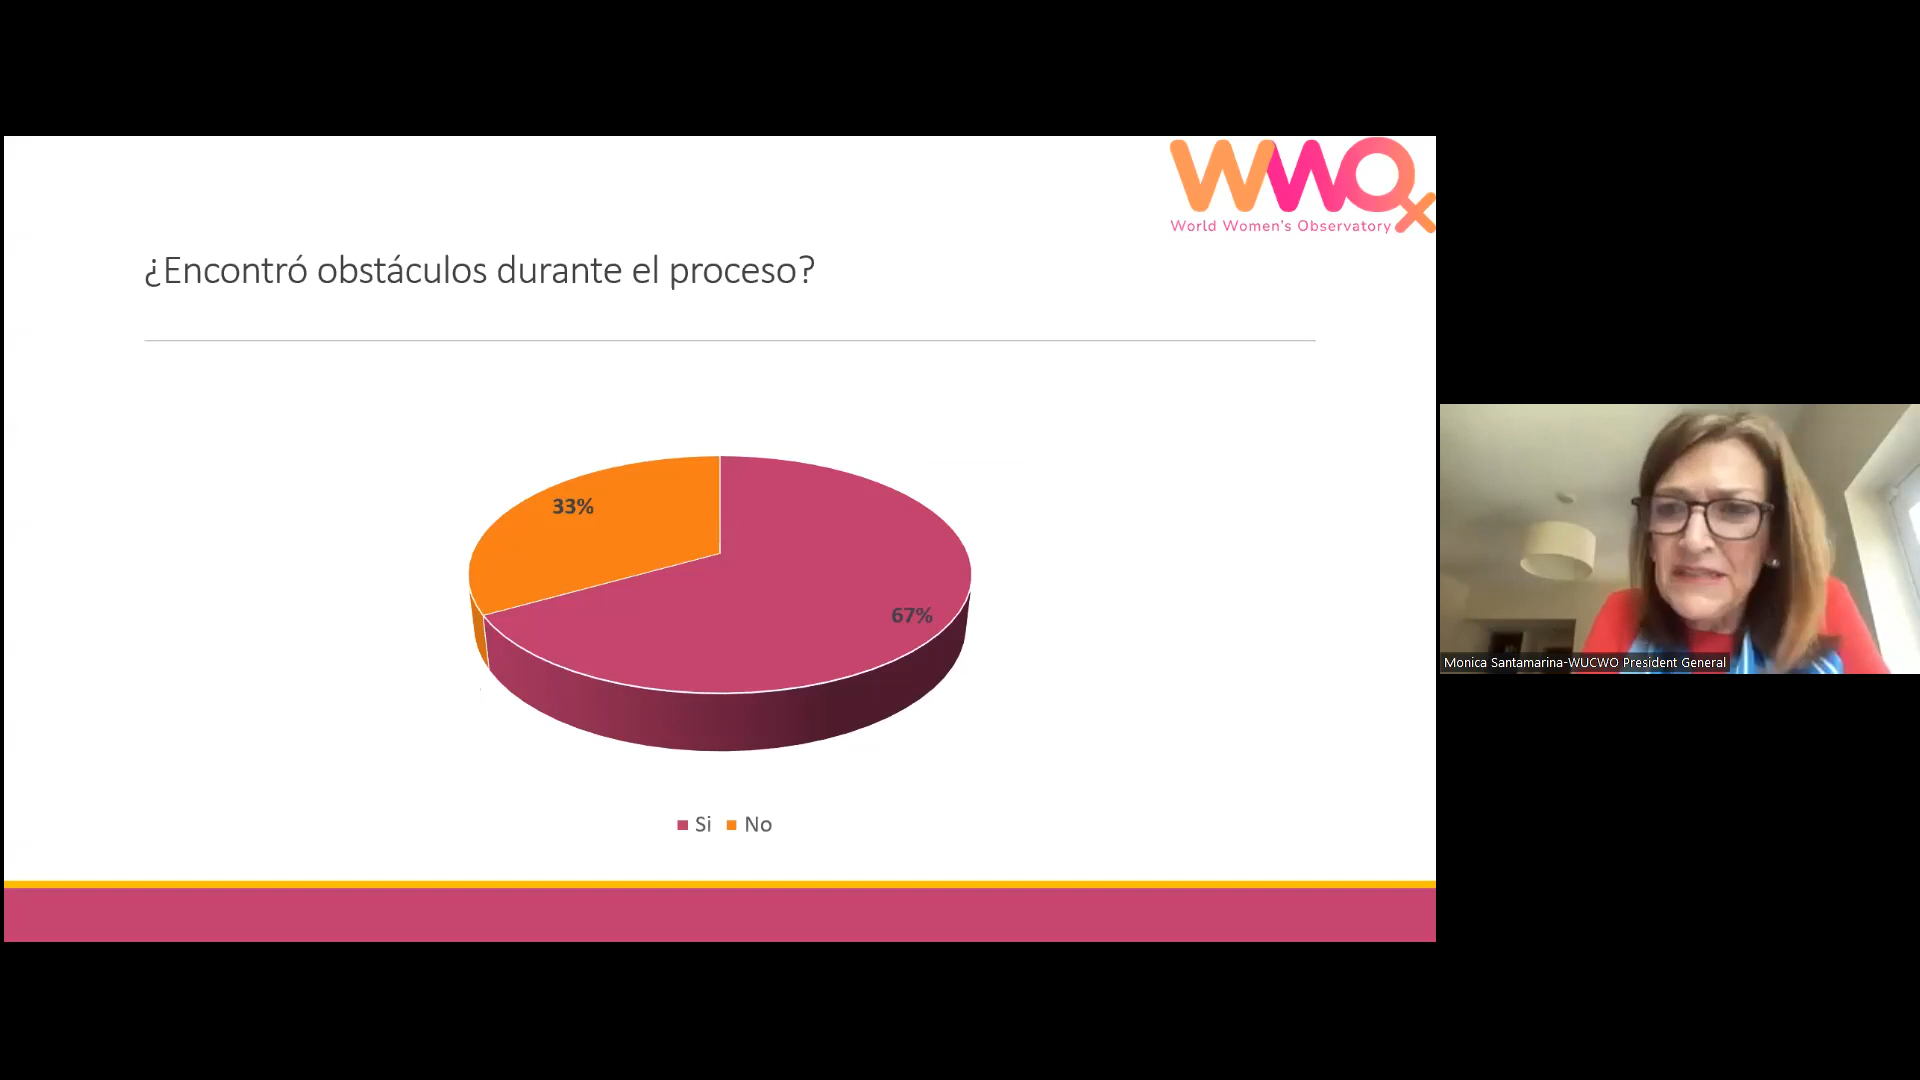 WWO
World Women's Observatory
¿Encontró obstáculos durante el proceso?
33%
67%
Si No
Monica Santamarina-WUCWO President General